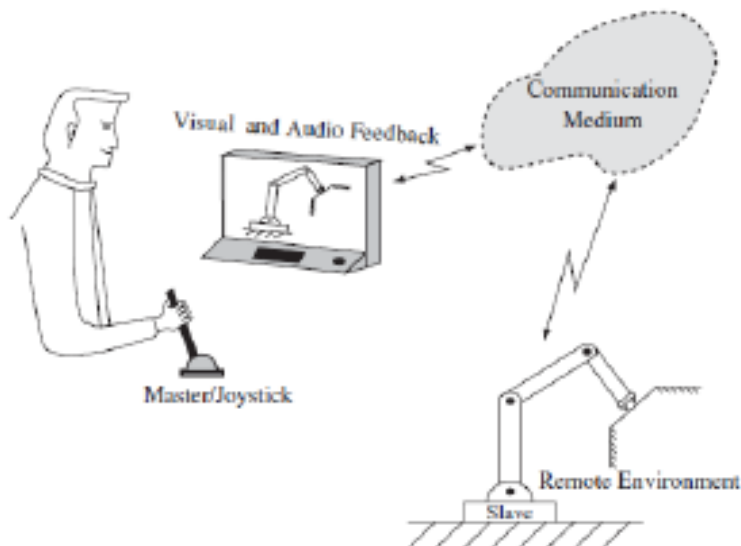 Communication
Medium
Visual and Audio Feedback
Master/Joystick
Remote Environment
Slave